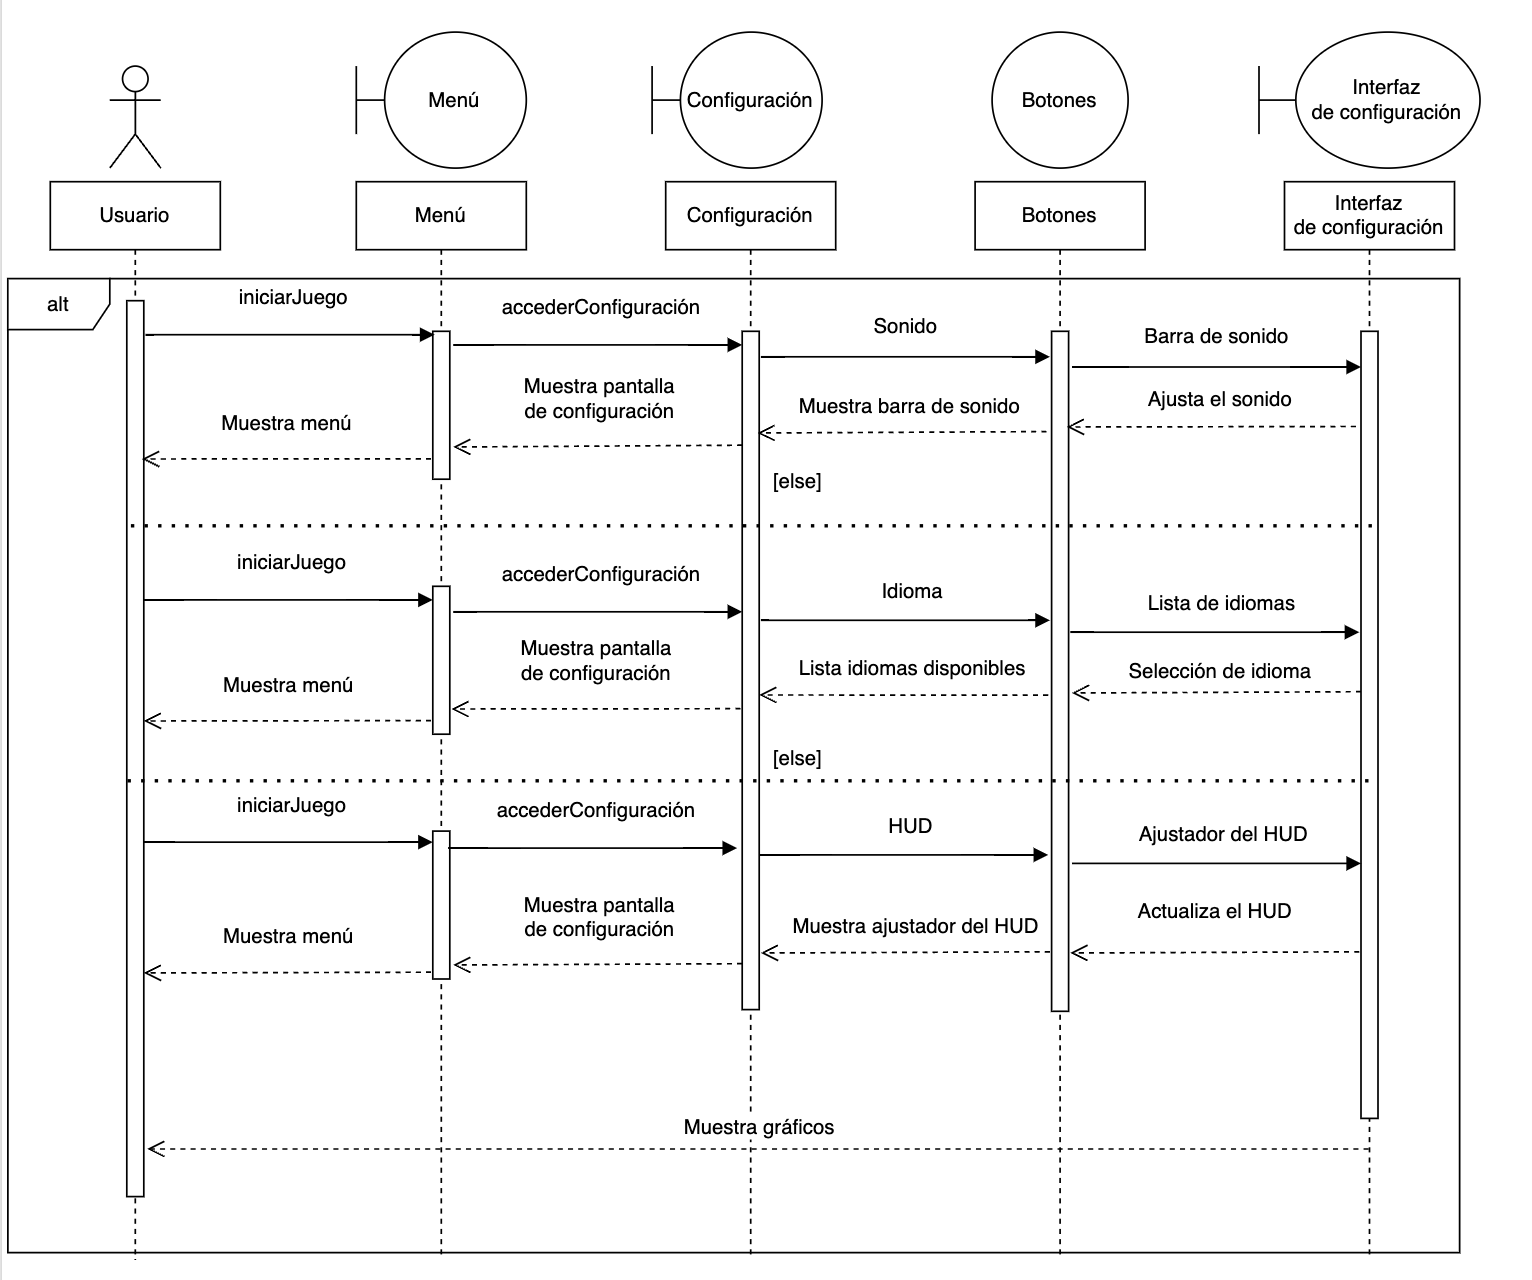 Menú
Configuración
Botones
Interfaz
de configuración
Usuario
Menú
Configuración
Botones
Interfaz
de configuración
alt
iniciarJuego
accederConfiguración
Sonido
Barra de sonido
Muestra menú
Muestra pantalla
de configuración
Muestra barra de sonido
Ajusta el sonido
[else]
iniciarJuego
accederConfiguración
Idioma
Lista de idiomas
Muestra menú
Muestra pantalla
de configuración
Lista idiomas disponibles
Selección de idioma
[else]
iniciarJuego
accederConfiguración
HUD
Ajustador del HUD
Muestra menú
Muestra pantalla
de configuración
Muestra ajustador del HUD
Actualiza el HUD
Muestra gráficos